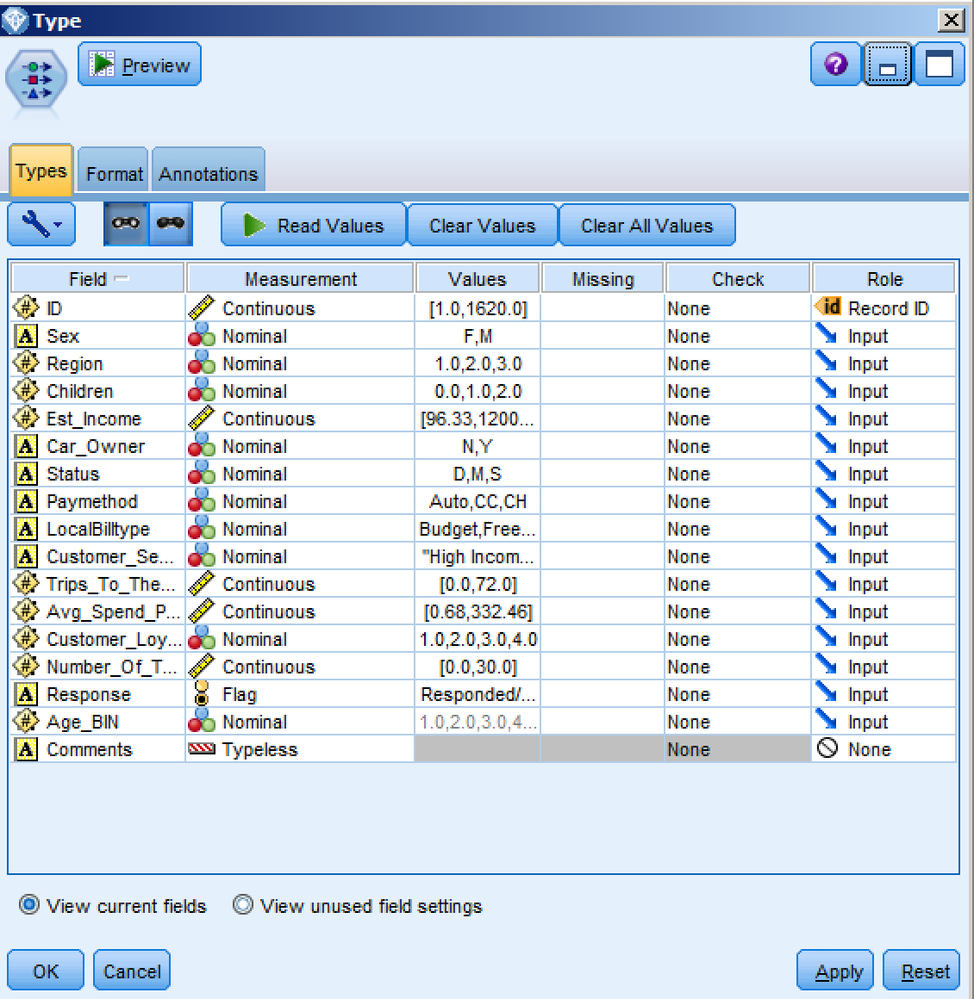 Type
Preview
Types Format Annotations
Read Values Clear Values Clear All Values
Field Measurement Values Missing Check Role
# ID Continuous [1.0,1620.0] None id Record ID
A Sex Nominal F,M None Input
# Region Nominal 1.0,2.0,3.0 None Input
# Children Nominal 0.0,1.0,2.0 None Input
# Est_Income Continuous [96.33,1200... None Input
A Car_Owner Nominal N,Y None Input
A Status Nominal D,M,S None Input
A Paymethod Nominal Auto,CC,CH None Input
A LocalBilltype Nominal Budget,Free... None Input
A Customer_Se... Nominal "High Incom... None Input
# Trips_To_The... Continuous [0.0,72.0] None Input
# Avg_Spend_P... Continuous [0.68,332.46] None Input
# Customer_Loy... Nominal 1.0,2.0,3.0,4.0 None Input
# Number_Of_T... Continuous [0.0,30.0] None Input
A Response Flag Responded/... None Input
# Age_BIN Nominal 1.0,2.0,3.0,4... None Input
A Comments Typeless None None
View current fields View unused field settings
OK Cancel Apply Reset